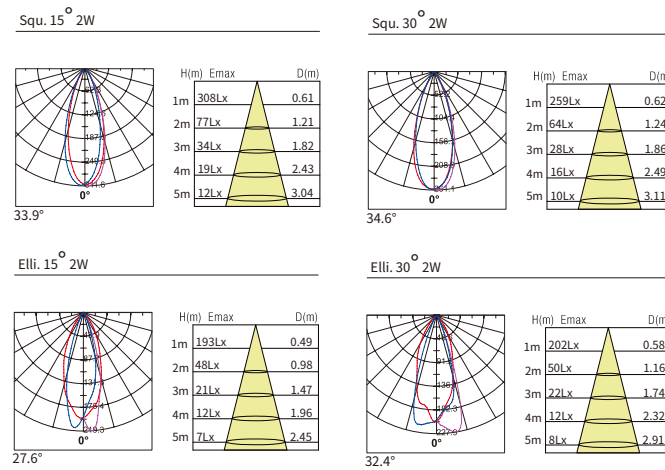 Squ. 15° 2W
H(m) Emax D(m)
1m 308Lx 0.61
2m 77Lx 1.21
3m 34Lx 1.82
4m 19Lx 2.43
5m 12Lx 3.04
0°
33.9°
Squ. 30° 2W
H(m) Emax D(m)
1m 259Lx 0.62
2m 64Lx 1.24
3m 28Lx 1.86
4m 16Lx 2.49
5m 10Lx 3.11
0°
34.6°
Elli. 15° 2W
H(m) Emax D(m)
1m 193Lx 0.49
2m 48Lx 0.98
3m 21Lx 1.47
4m 12Lx 1.96
5m 7Lx 2.45
0°
27.6°
Elli. 30° 2W
H(m) Emax D(m)
1m 202Lx 0.58
2m 50Lx 1.16
3m 22Lx 1.74
4m 12Lx 2.32
5m 8Lx 2.91
0°
32.4°